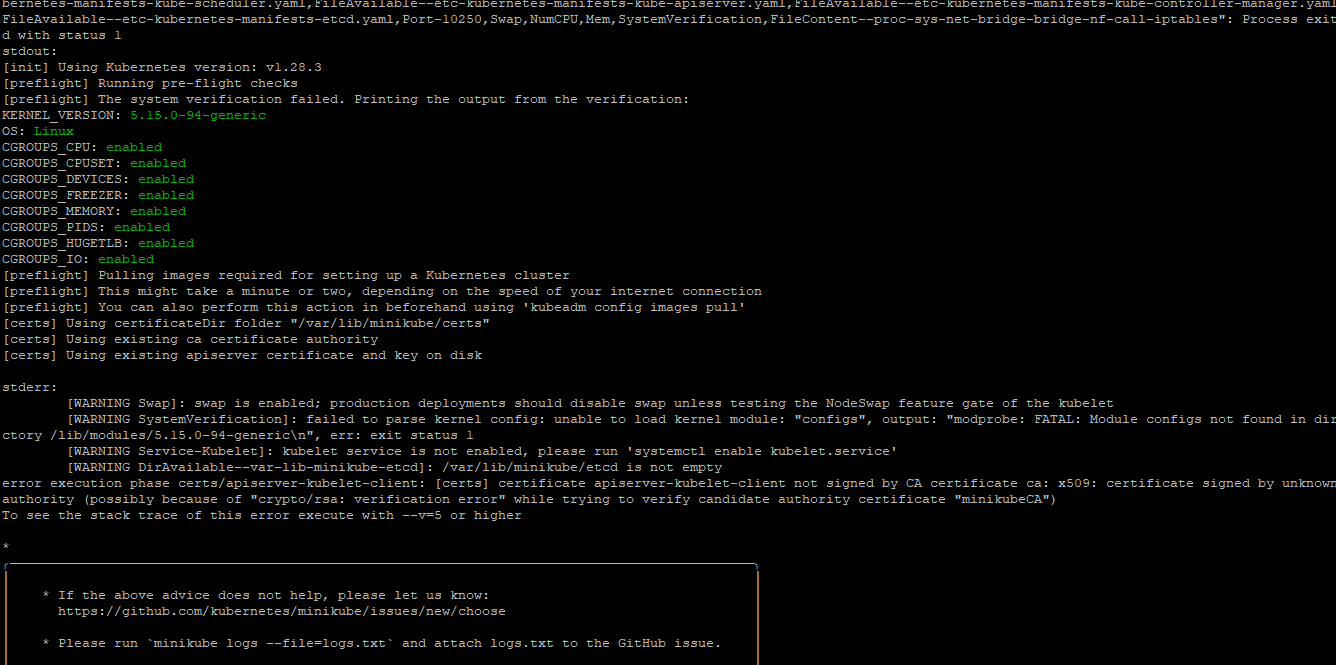 bernetes-manifests-kube-scheduler.yaml,FileAvailable--etc-kubernetes-manifests-kube-apiserver.yaml,FileAvailable--etc-kubernetes-manifests-kube-controller-manager.yaml
FileAvailable--etc-kubernetes-manifests-etcd.yaml,Port-10250,Swap,NumCPU,Mem,SystemVerification,FileContent--proc-sys-net-bridge-bridge-nf-call-iptables": Process exit
d with status 1
stdout:
[init] Using Kubernetes version: v1.28.3
[preflight] Running pre-flight checks
[preflight] The system verification failed. Printing the output from the verification:
KERNEL_VERSION: 5.15.0-94-generic
OS: Linux
CGROUPS_CPU: enabled
CGROUPS_CPUSET: enabled
CGROUPS_DEVICES: enabled
CGROUPS_FREEZER: enabled
CGROUPS_MEMORY: enabled
CGROUPS_PIDS: enabled
CGROUPS_HUGETLB: enabled
CGROUPS_IO: enabled
[preflight] Pulling images required for setting up a Kubernetes cluster
[preflight] This might take a minute or two, depending on the speed of your internet connection
[preflight] You can also perform this action in beforehand using 'kubeadm config images pull'
[certs] Using certificateDir folder "/var/lib/minikube/certs"
[certs] Using existing ca certificate authority
[certs] Using existing apiserver certificate and key on disk
stderr:
[WARNING Swap]: swap is enabled; production deployments should disable swap unless testing the NodeSwap feature gate of the kubelet
[WARNING SystemVerification]: failed to parse kernel config: unable to load kernel module: "configs", output: "modprobe: FATAL: Module configs not found in dir
ctory /lib/modules/5.15.0-94-generic\n", err: exit status 1
[WARNING Service-Kubelet]: kubelet service is not enabled, please run 'systemctl enable kubelet.service'
[WARNING DirAvailable--var-lib-minikube-etcd]: /var/lib/minikube/etcd is not empty
error execution phase certs/apiserver-kubelet-client: [certs] certificate apiserver-kubelet-client not signed by CA certificate ca: x509: certificate signed by unknown
authority (possibly because of "crypto/rsa: verification error" while trying to verify candidate authority certificate "minikubeCA")
To see the stack trace of this error execute with --v=5 or higher
*
* If the above advice does not help, please let us know:
https://github.com/kubernetes/minikube/issues/new/choose
* Please run `minikube logs --file=logs.txt` and attach logs.txt to the GitHub issue.